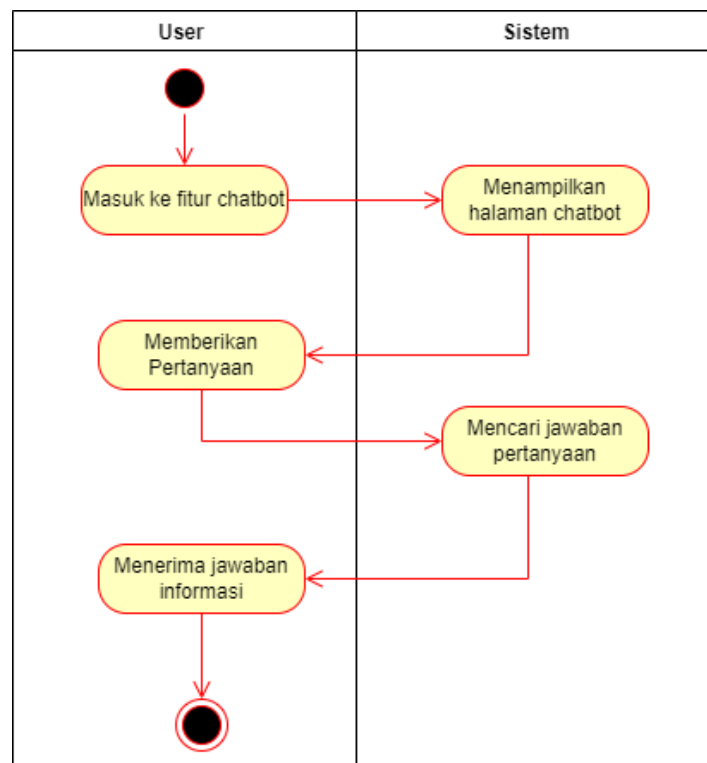 User
Sistem
Masuk ke fitur chatbot
Menampilkan
halaman chatbot
Memberikan
Pertanyaan
Mencari jawaban
pertanyaan
Menerima jawaban
informasi